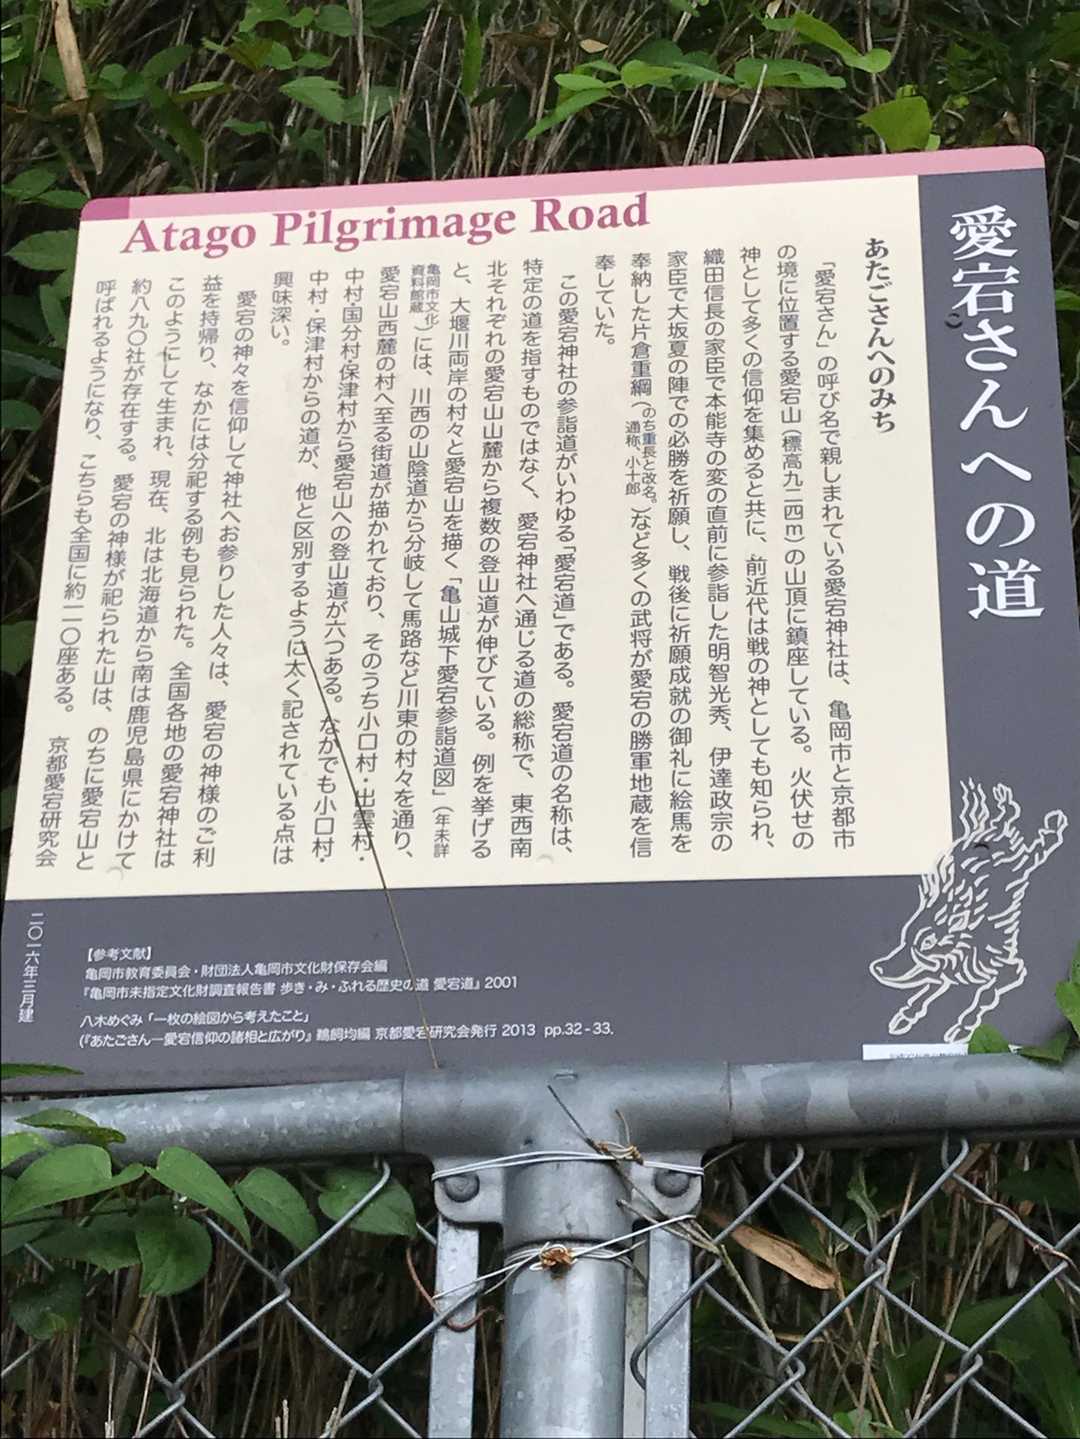 愛宕さんへの道
Atago Pilgrimage Road
あたごさんへのみち
「愛宕さん」の呼び名で親しまれている愛宕神社は、亀岡市と京都市
の境に位置する愛宕山（標高九二四m）の山頂に鎮座している。火伏せの
神として多くの信仰を集めると共に、前近代は戦の神としても知られ、
織田信長の家臣で本能寺の変の直前に参詣した明智光秀、伊達政宗の
家臣で大坂夏の陣での必勝を祈願し、戦後に祈願成就の御礼に絵馬を
奉納した片倉重綱（のち重長と改名。通称、小十郎）など多くの武将が愛宕の勝軍地蔵を信
奉していた。
この愛宕神社の参詣道がいわゆる「愛宕道」である。愛宕道の名称は、
特定の道を指すものではなく、愛宕神社へ通じる道の総称で、東西南
北それぞれの愛宕山山麓から複数の登山道が伸びている。例を挙げる
と、大堰川両岸の村々と愛宕山を描く「亀山城下愛宕参詣道図」（年未詳
亀岡市文化資料館蔵）には、川西の山陰道から分岐して馬路など川東の村々を通り、
愛宕山西麓の村へ至る街道が描かれており、そのうち小口村・出雲村・
中村・国分村・保津村から愛宕山への登山道が六つある。なかでも小口村・
中村・保津村からの道が、他と区別するように太く記されている点は
興味深い。
愛宕の神々を信仰して神社へお参りした人々は、愛宕の神様のご利
益を持帰り、なかには分祀する例も見られた。全国各地の愛宕神社は
このようにして生まれ、現在、北は北海道から南は鹿児島県にかけて
約八九〇社が存在する。愛宕の神様が祀られた山は、のちに愛宕山と
呼ばれるようになり、こちらも全国に約一一〇座ある。
京都愛宕研究会
二〇一六年三月建
【参考文献】
亀岡市教育委員会・財団法人亀岡市文化財保存会編
『亀岡市未指定文化財調査報告書 歩き・み・ふれる歴史の道 愛宕道』2001
八木めぐみ「一枚の絵図から考えたこと」
(『あたごさん―愛宕信仰の諸相と広がり』鵜飼均編 京都愛宕研究会発行 2013 pp.32-33.